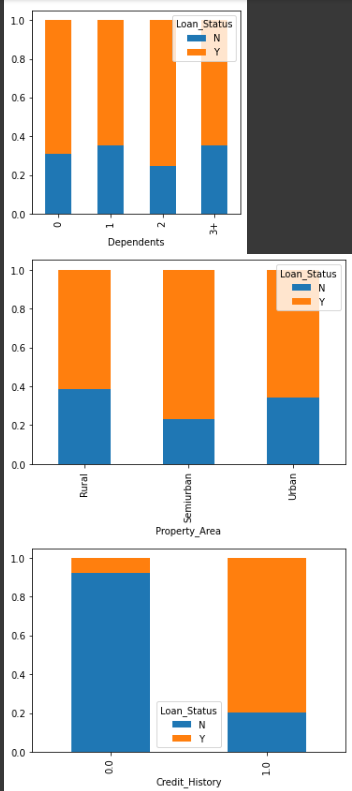 1.0
0.8
0.6
0.4
0.2
0.0
Loan_Status
N
Y
0
1
2
3+
Dependents
1.0
0.8
0.6
0.4
0.2
0.0
Loan_Status
N
Y
Rural
Semiurban
Urban
Property_Area
1.0
0.8
0.6
0.4
0.2
0.0
Loan_Status
N
Y
0.0
1.0
Credit_History